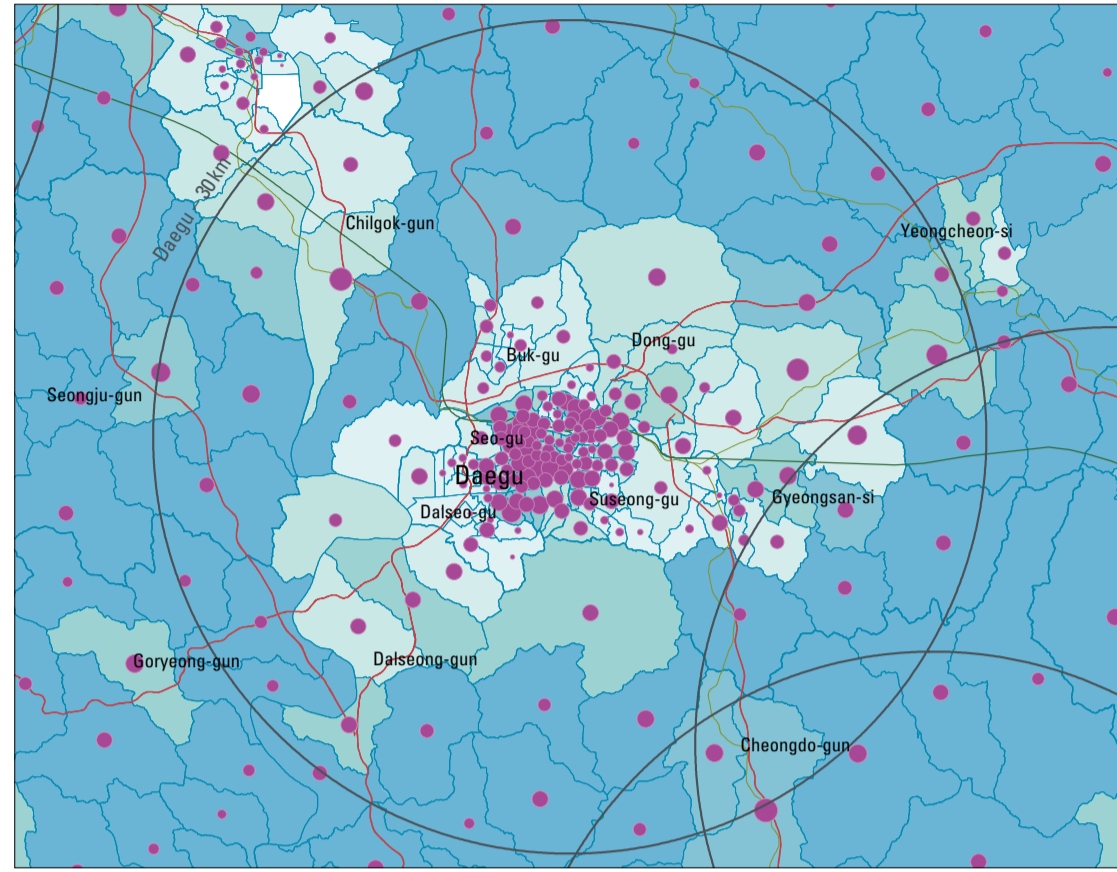 Daegu 30km
Chilgok-gun
Yeongcheon-si
Dong-gu
Buk-gu
Seongju-gun
Seo-gu
Daegu
Suseong-gu
Gyeongsan-si
Dalseo-gu
Goryeong-gun
Dalseong-gun
Cheongdo-gun